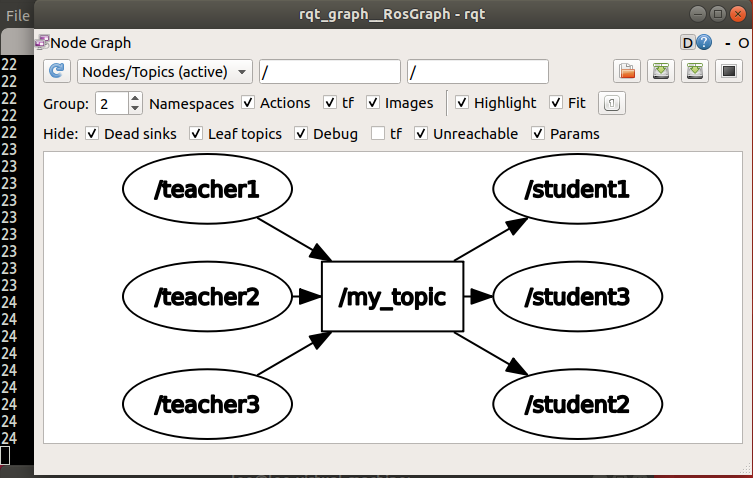 rqt_graph__RosGraph - rqt
File
Node Graph
D ? - O
Nodes/Topics (active) / /
Group: 2 Namespaces Actions tf Images Highlight Fit
Hide: Dead sinks Leaf topics Debug tf Unreachable Params
/teacher1 /student1
/teacher2 /my_topic /student3
/teacher3 /student2
22
22
22
22
22
23
23
23
23
23
23
23
23
23
24
24
24
24
24
24
24
24
24